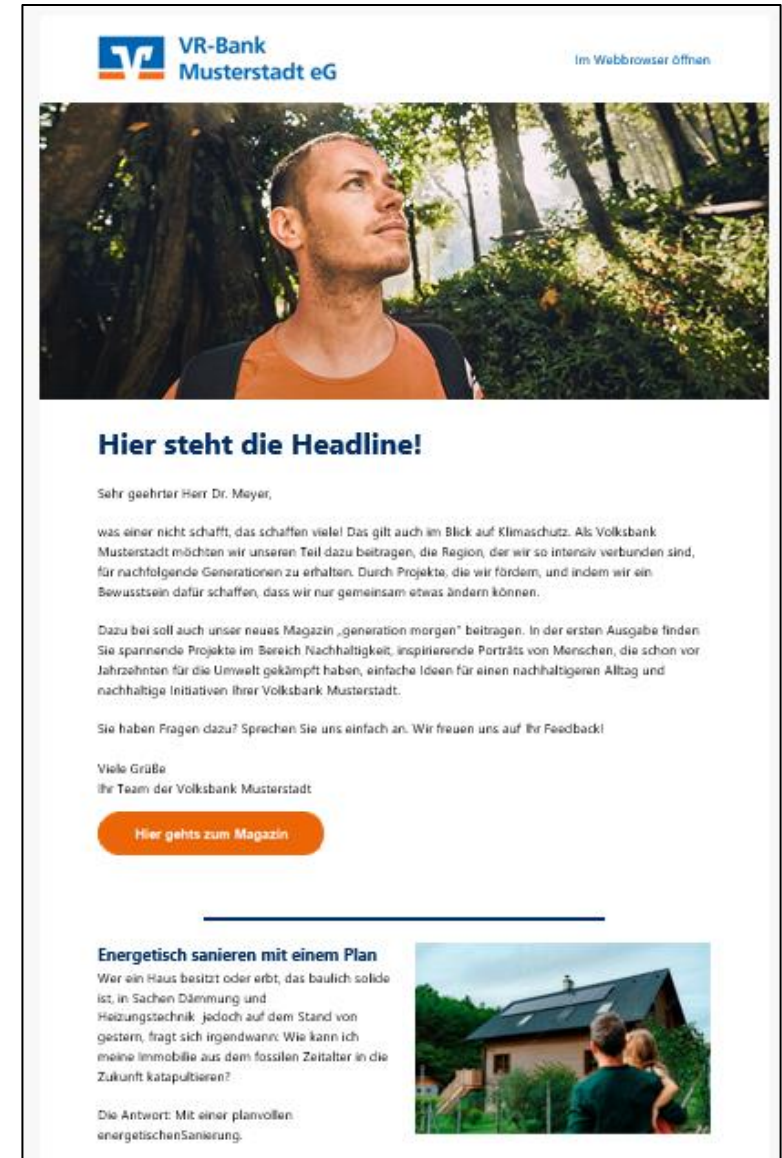 VR-Bank
Musterstadt eG
Im Webbrowser öffnen
Hier steht die Headline!
Sehr geehrter Herr Dr. Meyer,
was einer nicht schafft, das schaffen viele! Das gilt auch im Blick auf Klimaschutz. Als Volksbank
Musterstadt möchten wir unseren Teil dazu beitragen, die Region, der wir so intensiv verbunden sind,
für nachfolgende Generationen zu erhalten. Durch Projekte, die wir fördern, und indem wir ein
Bewusstsein dafür schaffen, dass wir nur gemeinsam etwas ändern können.
Dazu bei soll auch unser neues Magazin „generation morgen" beitragen. In der ersten Ausgabe finden
Sie spannende Projekte im Bereich Nachhaltigkeit, inspirierende Porträts von Menschen, die schon vor
Jahrzehnten für die Umwelt gekämpft haben, einfache Ideen für einen nachhaltigeren Alltag und
nachhaltige Initiativen Ihrer Volksbank Musterstadt.
Sie haben Fragen dazu? Sprechen Sie uns einfach an. Wir freuen uns auf Ihr Feedback!
Viele Grüße
Ihr Team der Volksbank Musterstadt
Hier gehts zum Magazin
Energetisch sanieren mit einem Plan
Wer ein Haus besitzt oder erbt, das baulich solide
ist, in Sachen Dämmung und
Heizungstechnik jedoch auf dem Stand von
gestern, fragt sich irgendwann: Wie kann ich
meine Immobilie aus dem fossilen Zeitalter in die
Zukunft katapultieren?
Die Antwort: Mit einer planvollen
energetischenSanierung.